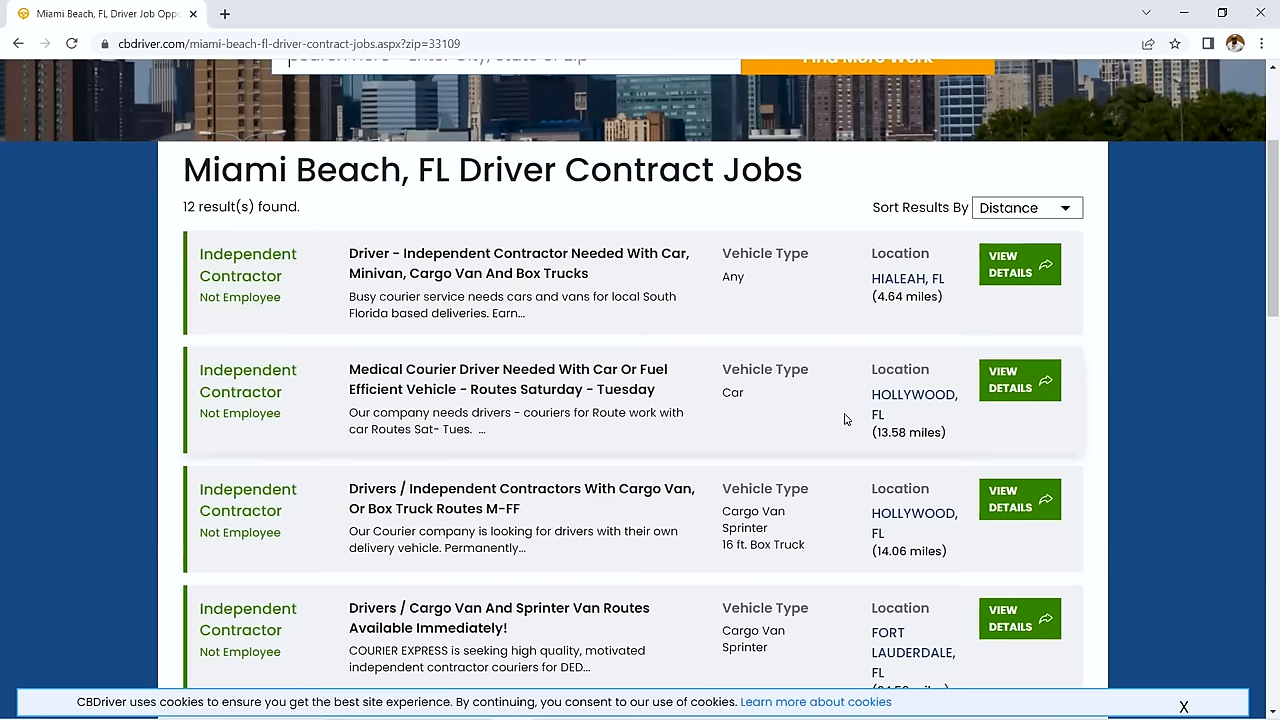 Miami Beach, FL Driver Job Oppo
cbdriver.com/miami-beach-fl-driver-contract-jobs.aspx?zip=33109
Find More Work
Miami Beach, FL Driver Contract Jobs
12 result(s) found.
Sort Results By Distance
Independent
Contractor
Not Employee
Driver - Independent Contractor Needed With Car,
Minivan, Cargo Van And Box Trucks
Busy courier service needs cars and vans for local South
Florida based deliveries. Earn...
Vehicle Type
Any
Location
HIALEAH, FL
(4.64 miles)
VIEW
DETAILS
Independent
Contractor
Not Employee
Medical Courier Driver Needed With Car Or Fuel
Efficient Vehicle - Routes Saturday - Tuesday
Our company needs drivers - couriers for Route work with
car Routes Sat- Tues. ...
Vehicle Type
Car
Location
HOLLYWOOD,
FL
(13.58 miles)
VIEW
DETAILS
Independent
Contractor
Not Employee
Drivers / Independent Contractors With Cargo Van,
Or Box Truck Routes M-FF
Our Courier company is looking for drivers with their own
delivery vehicle. Permanently...
Vehicle Type
Cargo Van
Sprinter
16 ft. Box Truck
Location
HOLLYWOOD,
FL
(14.06 miles)
VIEW
DETAILS
Independent
Contractor
Not Employee
Drivers / Cargo Van And Sprinter Van Routes
Available Immediately!
COURIER EXPRESS is seeking high quality, motivated
independent contractor couriers for DED...
Vehicle Type
Cargo Van
Sprinter
Location
FORT
LAUDERDALE,
FL
VIEW
DETAILS
CBDriver uses cookies to ensure you get the best site experience. By continuing, you consent to our use of cookies. Learn more about cookies
X